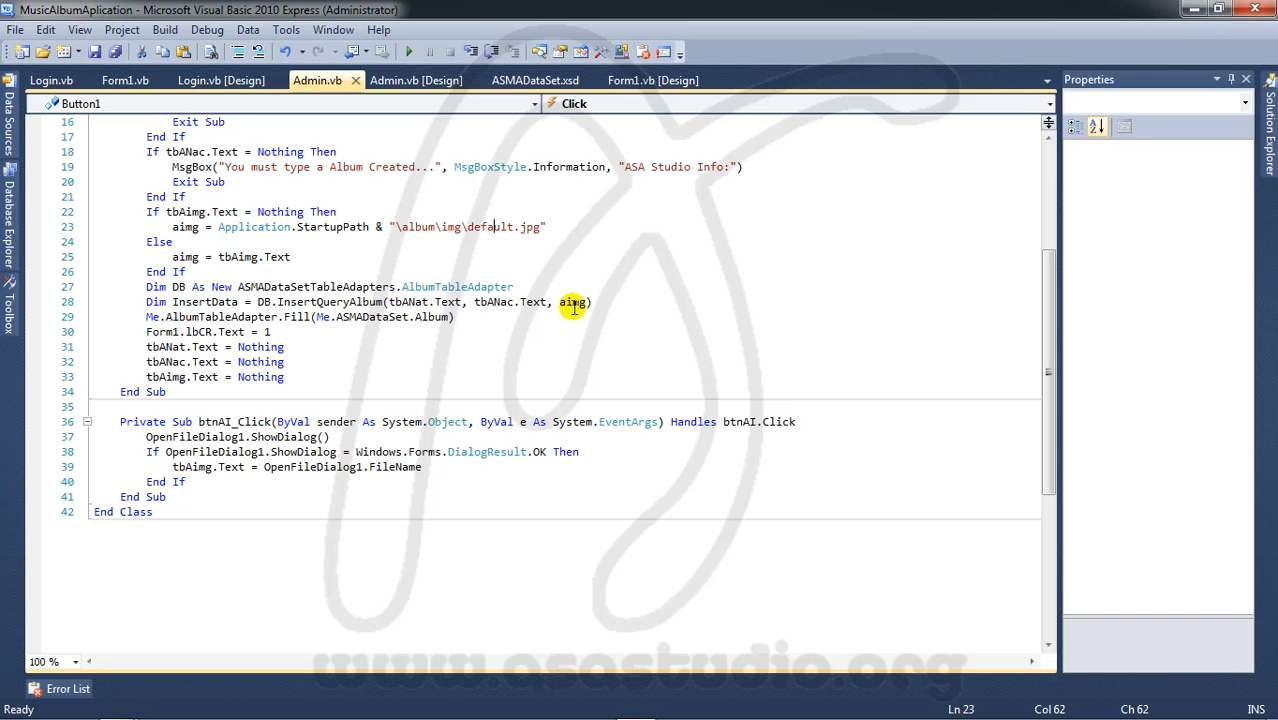 MusicAlbumAplication - Microsoft Visual Basic 2010 Express (Administrator)
File Edit View Project Build Debug Data Tools Window Help
Login.vb Form1.vb Login.vb [Design] Admin.vb Admin.vb [Design] ASMADataSet.xsd Form1.vb [Design]
Button1 Click
16 Exit Sub
17 End If
18 If tbANac.Text = Nothing Then
19 MsgBox("You must type a Album Created...", MsgBoxStyle.Information, "ASA Studio Info:")
20 Exit Sub
21 End If
22 If tbAimg.Text = Nothing Then
23 aimg = Application.StartupPath & "\album\img\default.jpg"
24 Else
25 aimg = tbAimg.Text
26 End If
27 Dim DB As New ASMADataSetTableAdapters.AlbumTableAdapter
28 Dim InsertData = DB.InsertQueryAlbum(tbANat.Text, tbANac.Text, aimg)
29 Me.AlbumTableAdapter.Fill(Me.ASMADataSet.Album)
30 Form1.lbCR.Text = 1
31 tbANat.Text = Nothing
32 tbANac.Text = Nothing
33 tbAimg.Text = Nothing
34 End Sub
35
36 Private Sub btnAI_Click(ByVal sender As System.Object, ByVal e As System.EventArgs) Handles btnAI.Click
37 OpenFileDialog1.ShowDialog()
38 If OpenFileDialog1.ShowDialog = Windows.Forms.DialogResult.OK Then
39 tbAimg.Text = OpenFileDialog1.FileName
40 End If
41 End Sub
42 End Class
100 %
Error List
Ready Ln 23 Col 62 Ch 62 INS
Data Sources
Database Explorer
Toolbox
Properties
Solution Explorer
www.asastudio.org